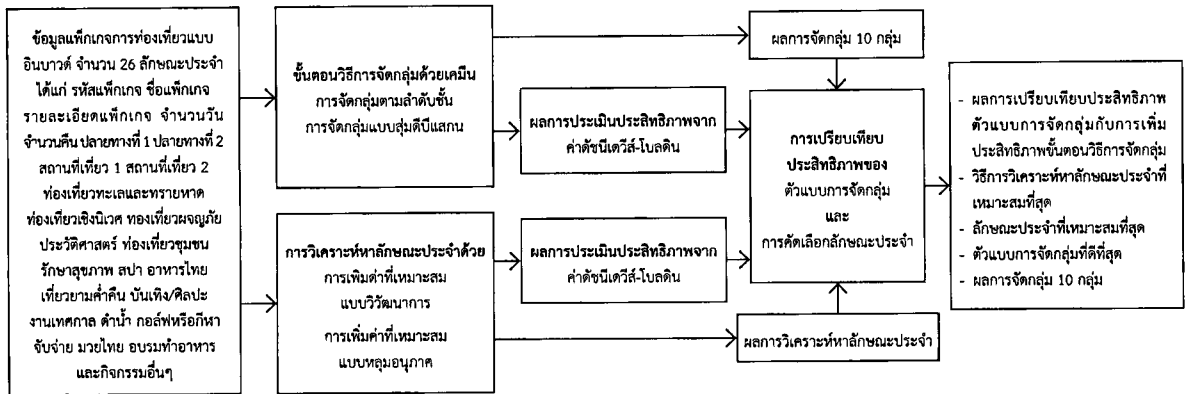 ข้อมูลแพ็กเกจการท่องเที่ยวแบบ
อินบาวด์ จำนวน 26 ลักษณะประจำ
ได้แก่ รหัสแพ็กเกจ ชื่อแพ็กเกจ
รายละเอียดแพ็กเกจ จำนวนวัน
จำนวนคืน ปลายทางที่ 1 ปลายทางที่ 2
สถานที่เที่ยว 1 สถานที่เที่ยว 2
ท่องเที่ยวทะเลและทรายหาด
ท่องเที่ยวเชิงนิเวศ ทองเที่ยวผจญภัย
ประวัติศาสตร์ ท่องเที่ยวชุมชน
รักษาสุขภาพ สปา อาหารไทย
เที่ยวยามค่ำคืน บันเทิง/ศิลปะ
งานเทศกาล ดำน้ำ กอล์ฟหรือกีฬา
จับจ่าย มวยไทย อบรมทำอาหาร
และกิจกรรมอื่นๆ
ขั้นตอนวิธีการจัดกลุ่มด้วยเคมีน
การจัดกลุ่มตามลำดับชั้น
การจัดกลุ่มแบบสุ่มดีบีแสกน
การวิเคราะห์หาลักษณะประจำด้วย
การเพิ่มค่าที่เหมาะสม
แบบวิวัฒนาการ
การเพิ่มค่าที่เหมาะสม
แบบหลุมอนุภาค
ผลการประเมินประสิทธิภาพจาก
ค่าดัชนีเดวีส์-โบลดิน
ผลการประเมินประสิทธิภาพจาก
ค่าดัชนีเดวีส์-โบลดิน
ผลการจัดกลุ่ม 10 กลุ่ม
การเปรียบเทียบ
ประสิทธิภาพของ
ตัวแบบการจัดกลุ่ม
และ
การคัดเลือกลักษณะประจำ
ผลการวิเคราะห์หาลักษณะประจำ
- ผลการเปรียบเทียบประสิทธิภาพ
ตัวแบบการจัดกลุ่มกับการเพิ่ม
ประสิทธิภาพขั้นตอนวิธีการจัดกลุ่ม
- วิธีการวิเคราะห์หาลักษณะประจำที่
เหมาะสมที่สุด
- ลักษณะประจำที่เหมาะสมที่สุด
- ตัวแบบการจัดกลุ่มที่ดีที่สุด
- ผลการจัดกลุ่ม 10 กลุ่ม